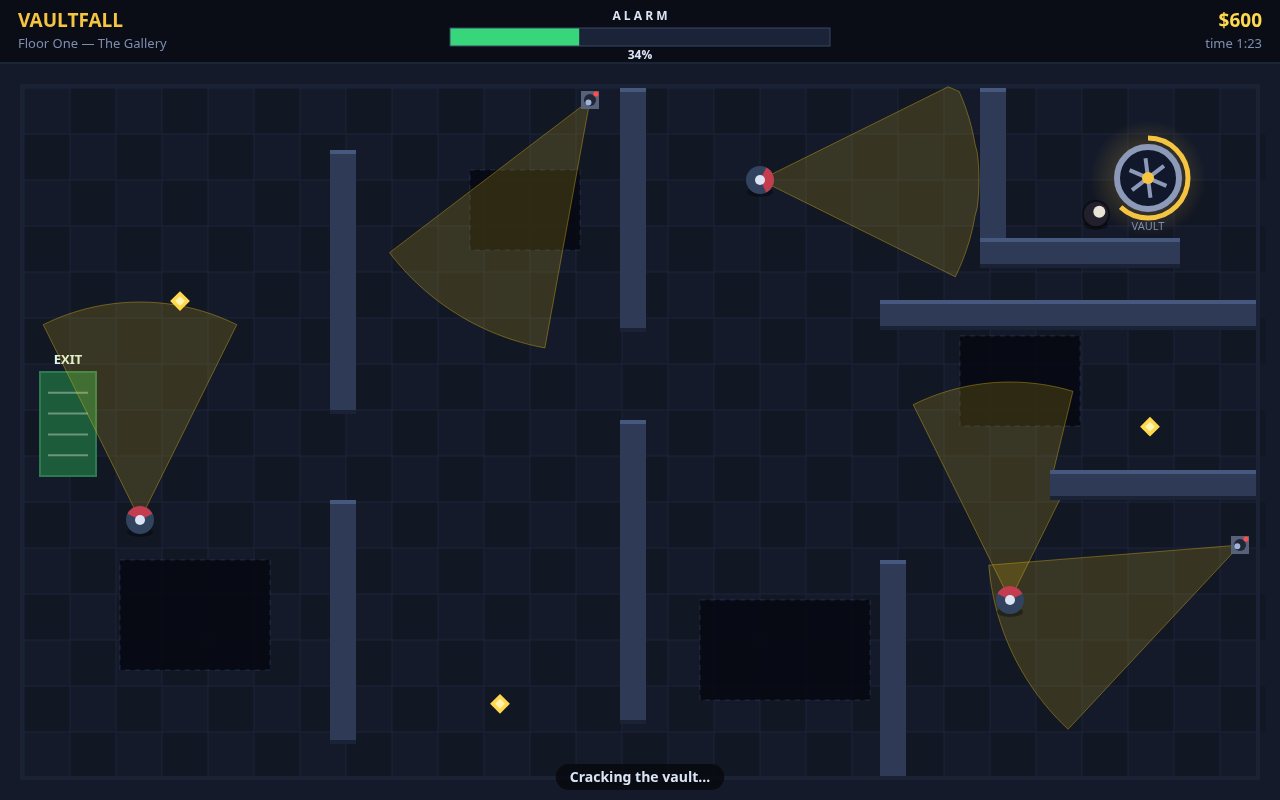 VAULTFALL
Floor One — The Gallery
ALARM
34%
$600
time 1:23
VAULT
EXIT
Cracking the vault...